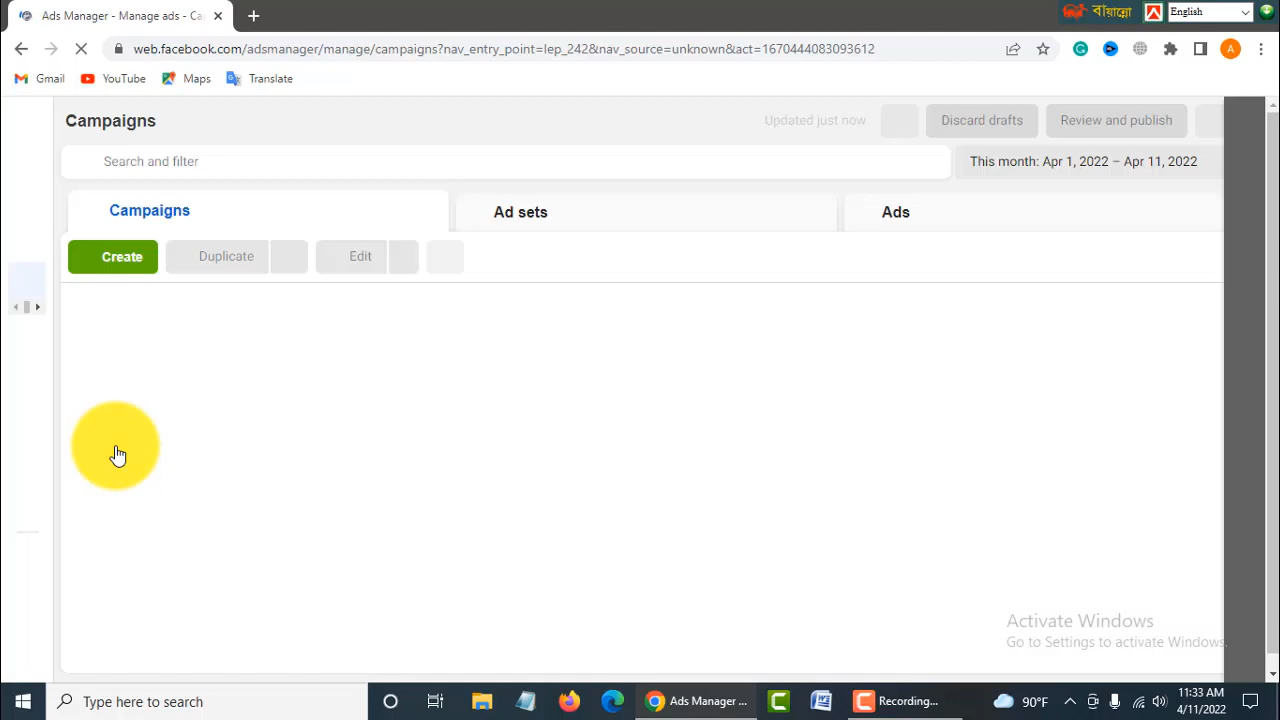 Ads Manager - Manage ads - Ca
বায়ান্নো
English
web.facebook.com/adsmanager/manage/campaigns?nav_entry_point=lep_242&nav_source=unknown&act=1670444083093612
A
Gmail
YouTube
Maps
Translate
Campaigns
Updated just now
Discard drafts
Review and publish
Search and filter
This month: Apr 1, 2022 – Apr 11, 2022
Campaigns
Ad sets
Ads
Create
Duplicate
Edit
Activate Windows
Go to Settings to activate Windows.
Type here to search
Ads Manager ...
Recording...
90°F
11:33 AM
4/11/2022